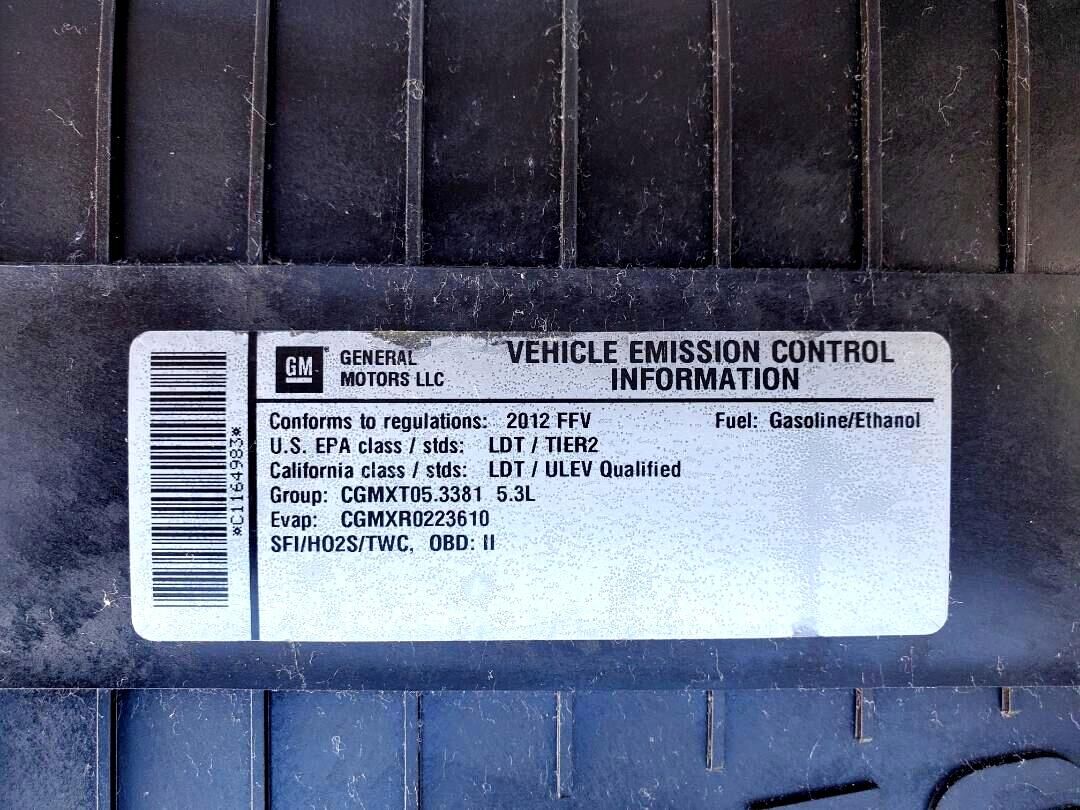 GM GENERAL MOTORS LLC
VEHICLE EMISSION CONTROL
INFORMATION
Conforms to regulations: 2012 FFV Fuel: Gasoline/Ethanol
U.S. EPA class / stds: LDT / TIER2
California class / stds: LDT / ULEV Qualified
Group: CGMXT05.3381 5.3L
Evap: CGMXR0223610
SFI/HO2S/TWC, OBD: II
*C1164983*